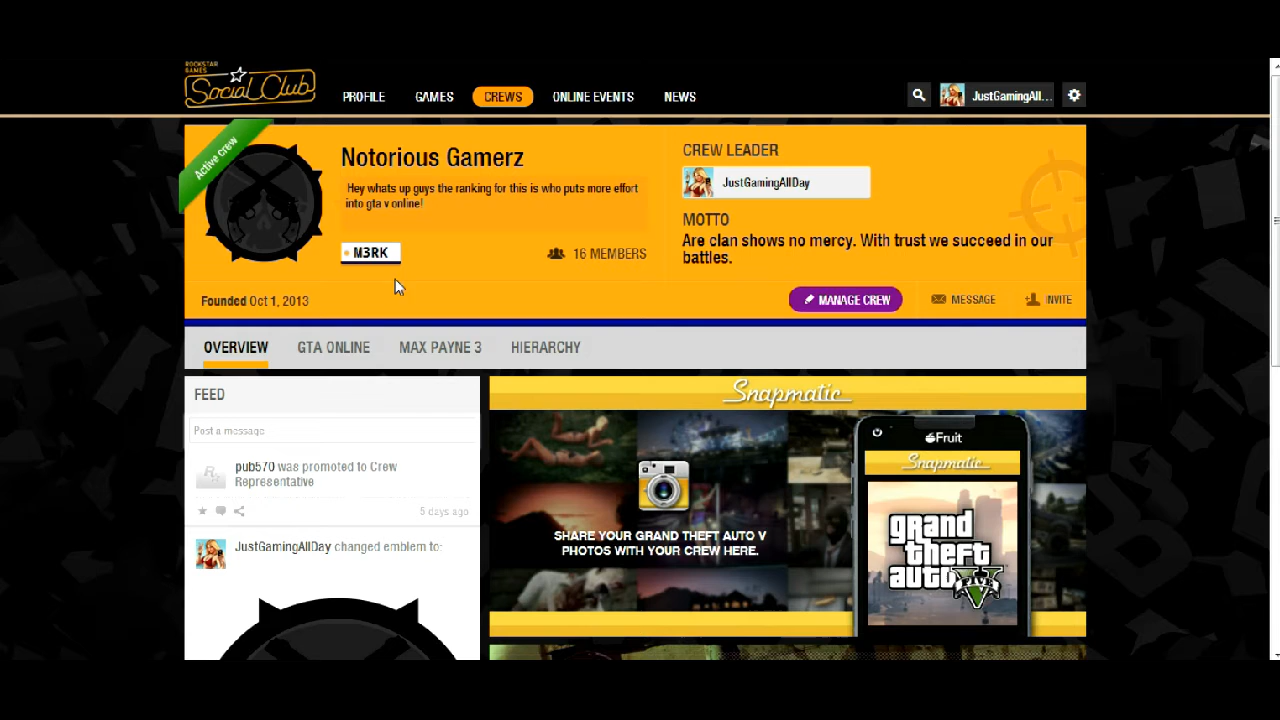 ROCKSTAR
GAMES
Social Club
PROFILE
GAMES
CREWS
ONLINE EVENTS
NEWS
JustGamingAll...
Active crew
Notorious Gamerz
Hey whats up guys the ranking for this is who puts more effort
into gta v online!
M3RK
16 MEMBERS
Founded Oct 1, 2013
CREW LEADER
JustGamingAllDay
MOTTO
Are clan shows no mercy. With trust we succeed in our
battles.
MANAGE CREW
MESSAGE
INVITE
OVERVIEW
GTA ONLINE
MAX PAYNE 3
HIERARCHY
FEED
Post a message
pub570 was promoted to Crew
Representative
5 days ago
JustGamingAllDay changed emblem to:
Snapmatic
SHARE YOUR GRAND THEFT AUTO V
PHOTOS WITH YOUR CREW HERE.
Fruit
Snapmatic
grand
theft
auto V
FIVE